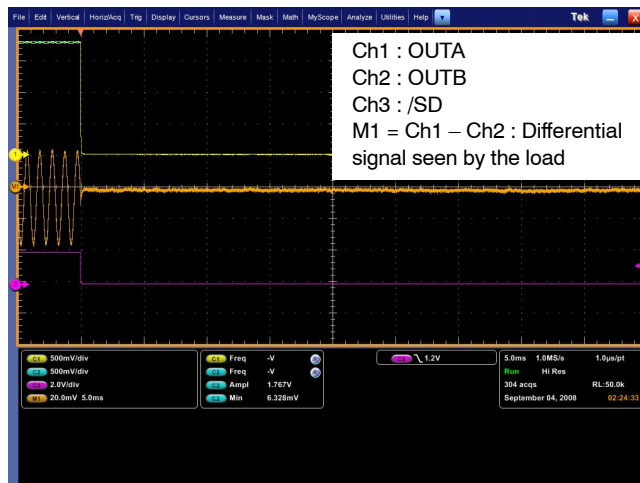 File Edit Vertical Horiz/Acq Trig Display Cursors Measure Mask Math MyScope Analyze Utilities Help Tek X
Ch1 : OUTA
Ch2 : OUTB
Ch3 : /SD
M1 = Ch1 – Ch2 : Differential
signal seen by the load
1
M1
3
C1 500mV/div
C2 500mV/div
C3 2.0V/div
M1 20.0mV 5.0ms
C1 Freq -V
C2 Freq -V
C2 Ampl 1.767V
C2 Min 6.328mV
C3 1.2V
5.0ms 1.0MS/s 1.0μs/pt
Run Hi Res
304 acqs RL:50.0k
September 04, 2008 02:24:33